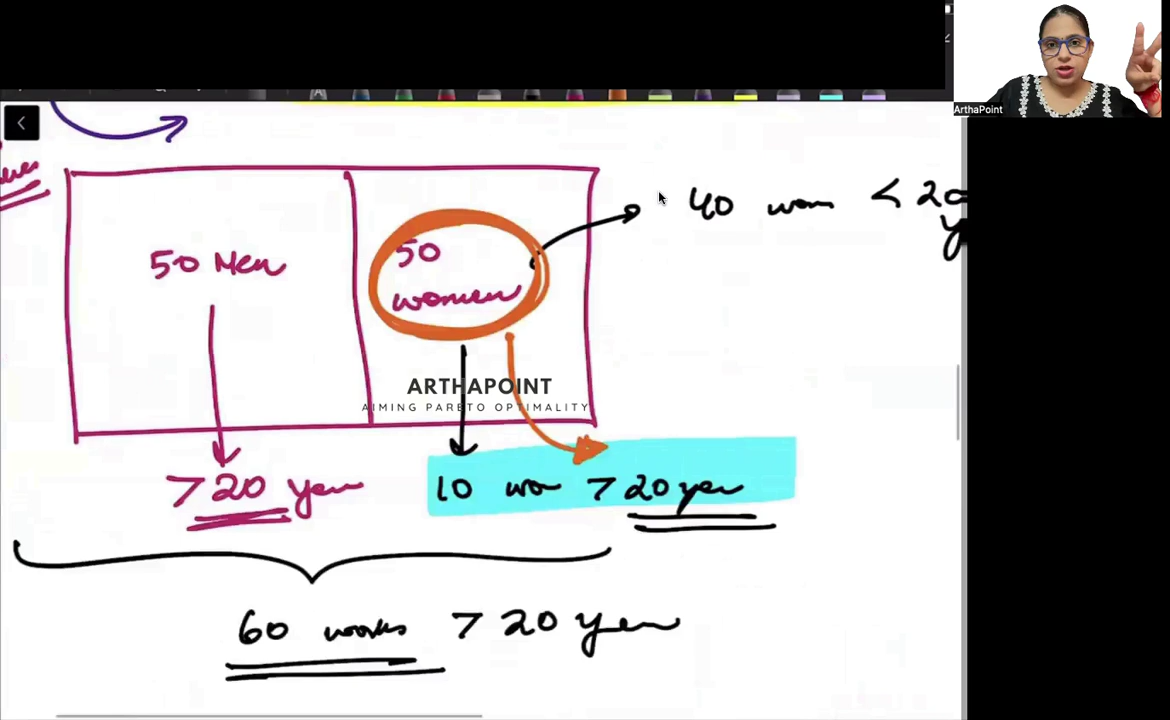 ArthaPoint
40 wom < 20
y
50 Men
50
women
ARTHAPOINT
AIMING PARETO OPTIMALITY
> 20 year
10 wom > 20 year
60 works > 20 year